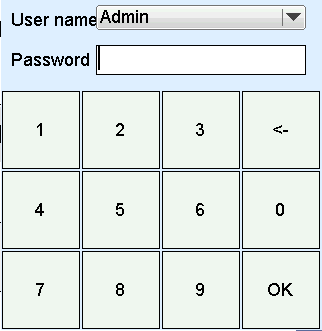 User name Admin
Password
1 2 3 <-
4 5 6 0
7 8 9 OK